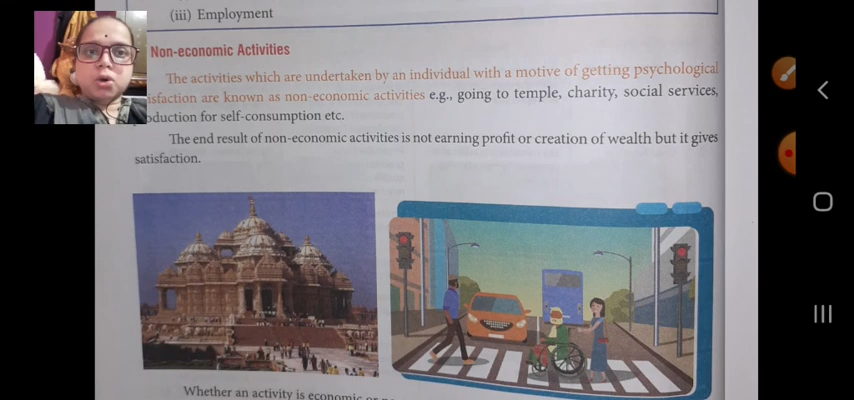 (iii) Employment
Non-economic Activities
The activities which are undertaken by an individual with a motive of getting psychological
are known as non-economic activities e.g., going to temple, charity, social services,
for self-consumption etc.
The end result of non-economic activities is not earning profit or creation of wealth but it gives
satisfaction.
Whether an activity is economic or